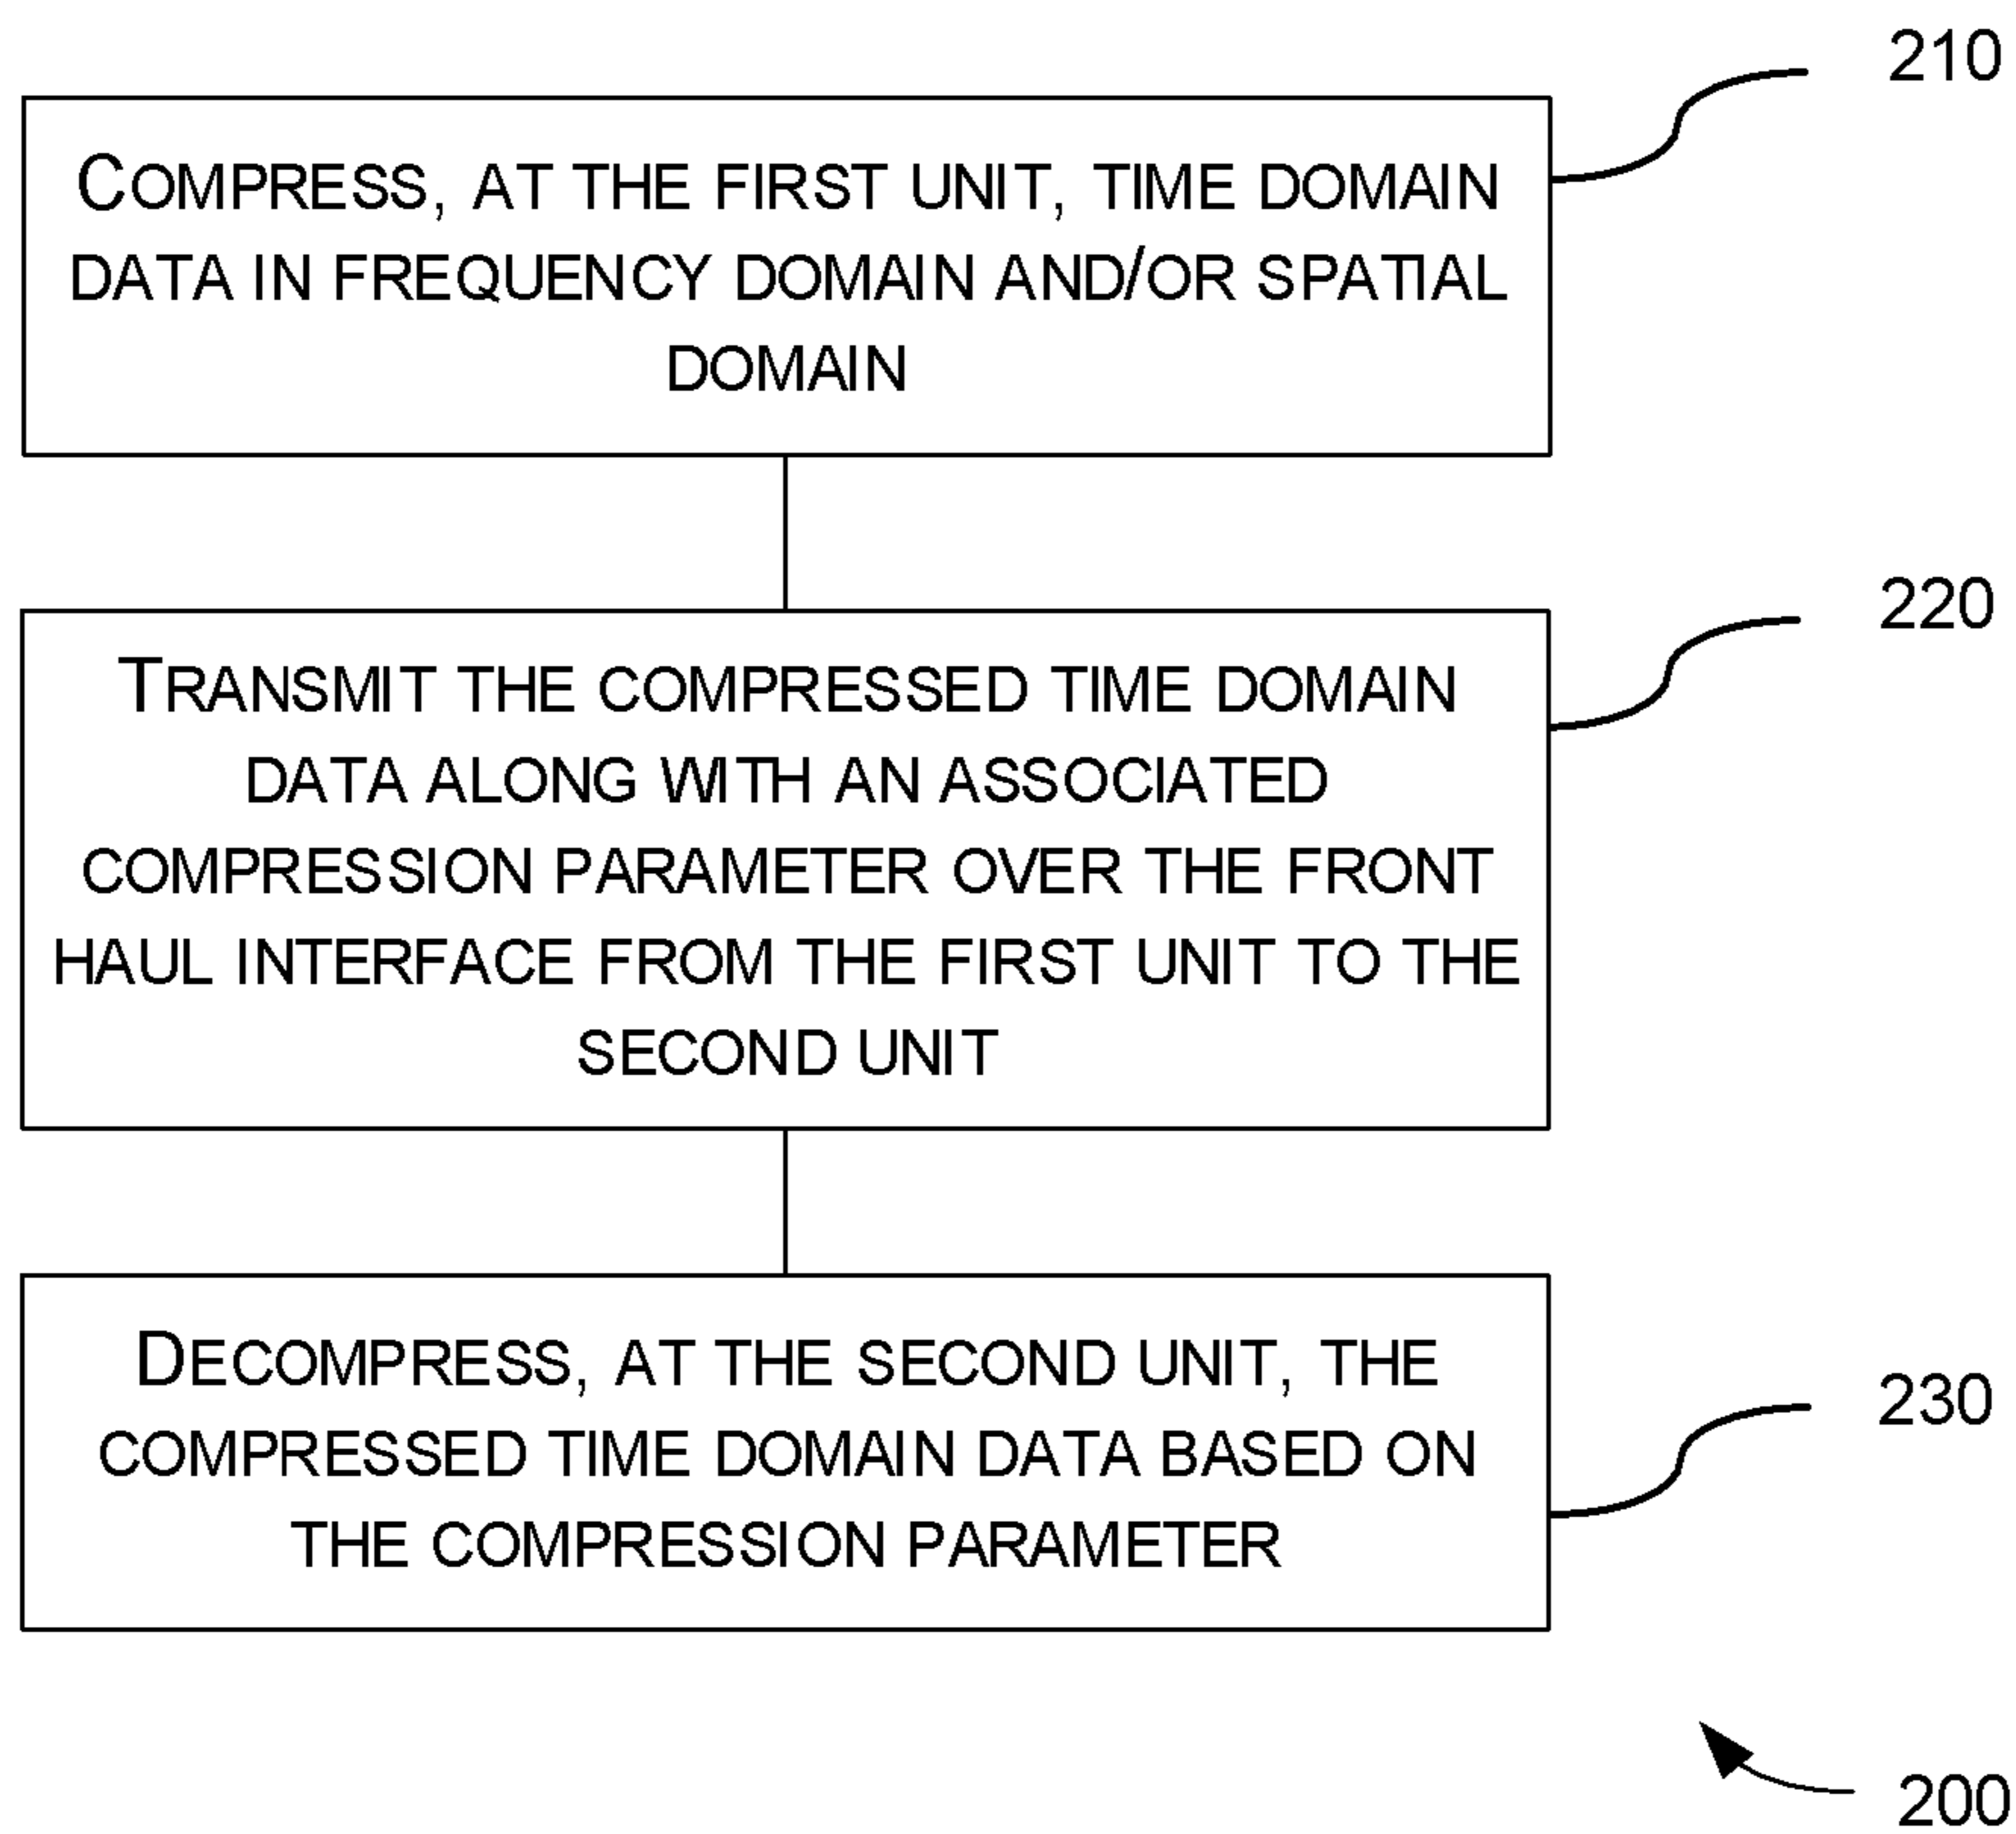 210
COMPRESS, AT THE FIRST UNIT, TIME DOMAIN
DATA IN FREQUENCY DOMAIN AND/OR SPATIAL
DOMAIN
220
TRANSMIT THE COMPRESSED TIME DOMAIN
DATA ALONG WITH AN ASSOCIATED
COMPRESSION PARAMETER OVER THE FRONT
HAUL INTERFACE FROM THE FIRST UNIT TO THE
SECOND UNIT
230
DECOMPRESS, AT THE SECOND UNIT, THE
COMPRESSED TIME DOMAIN DATA BASED ON
THE COMPRESSION PARAMETER
200